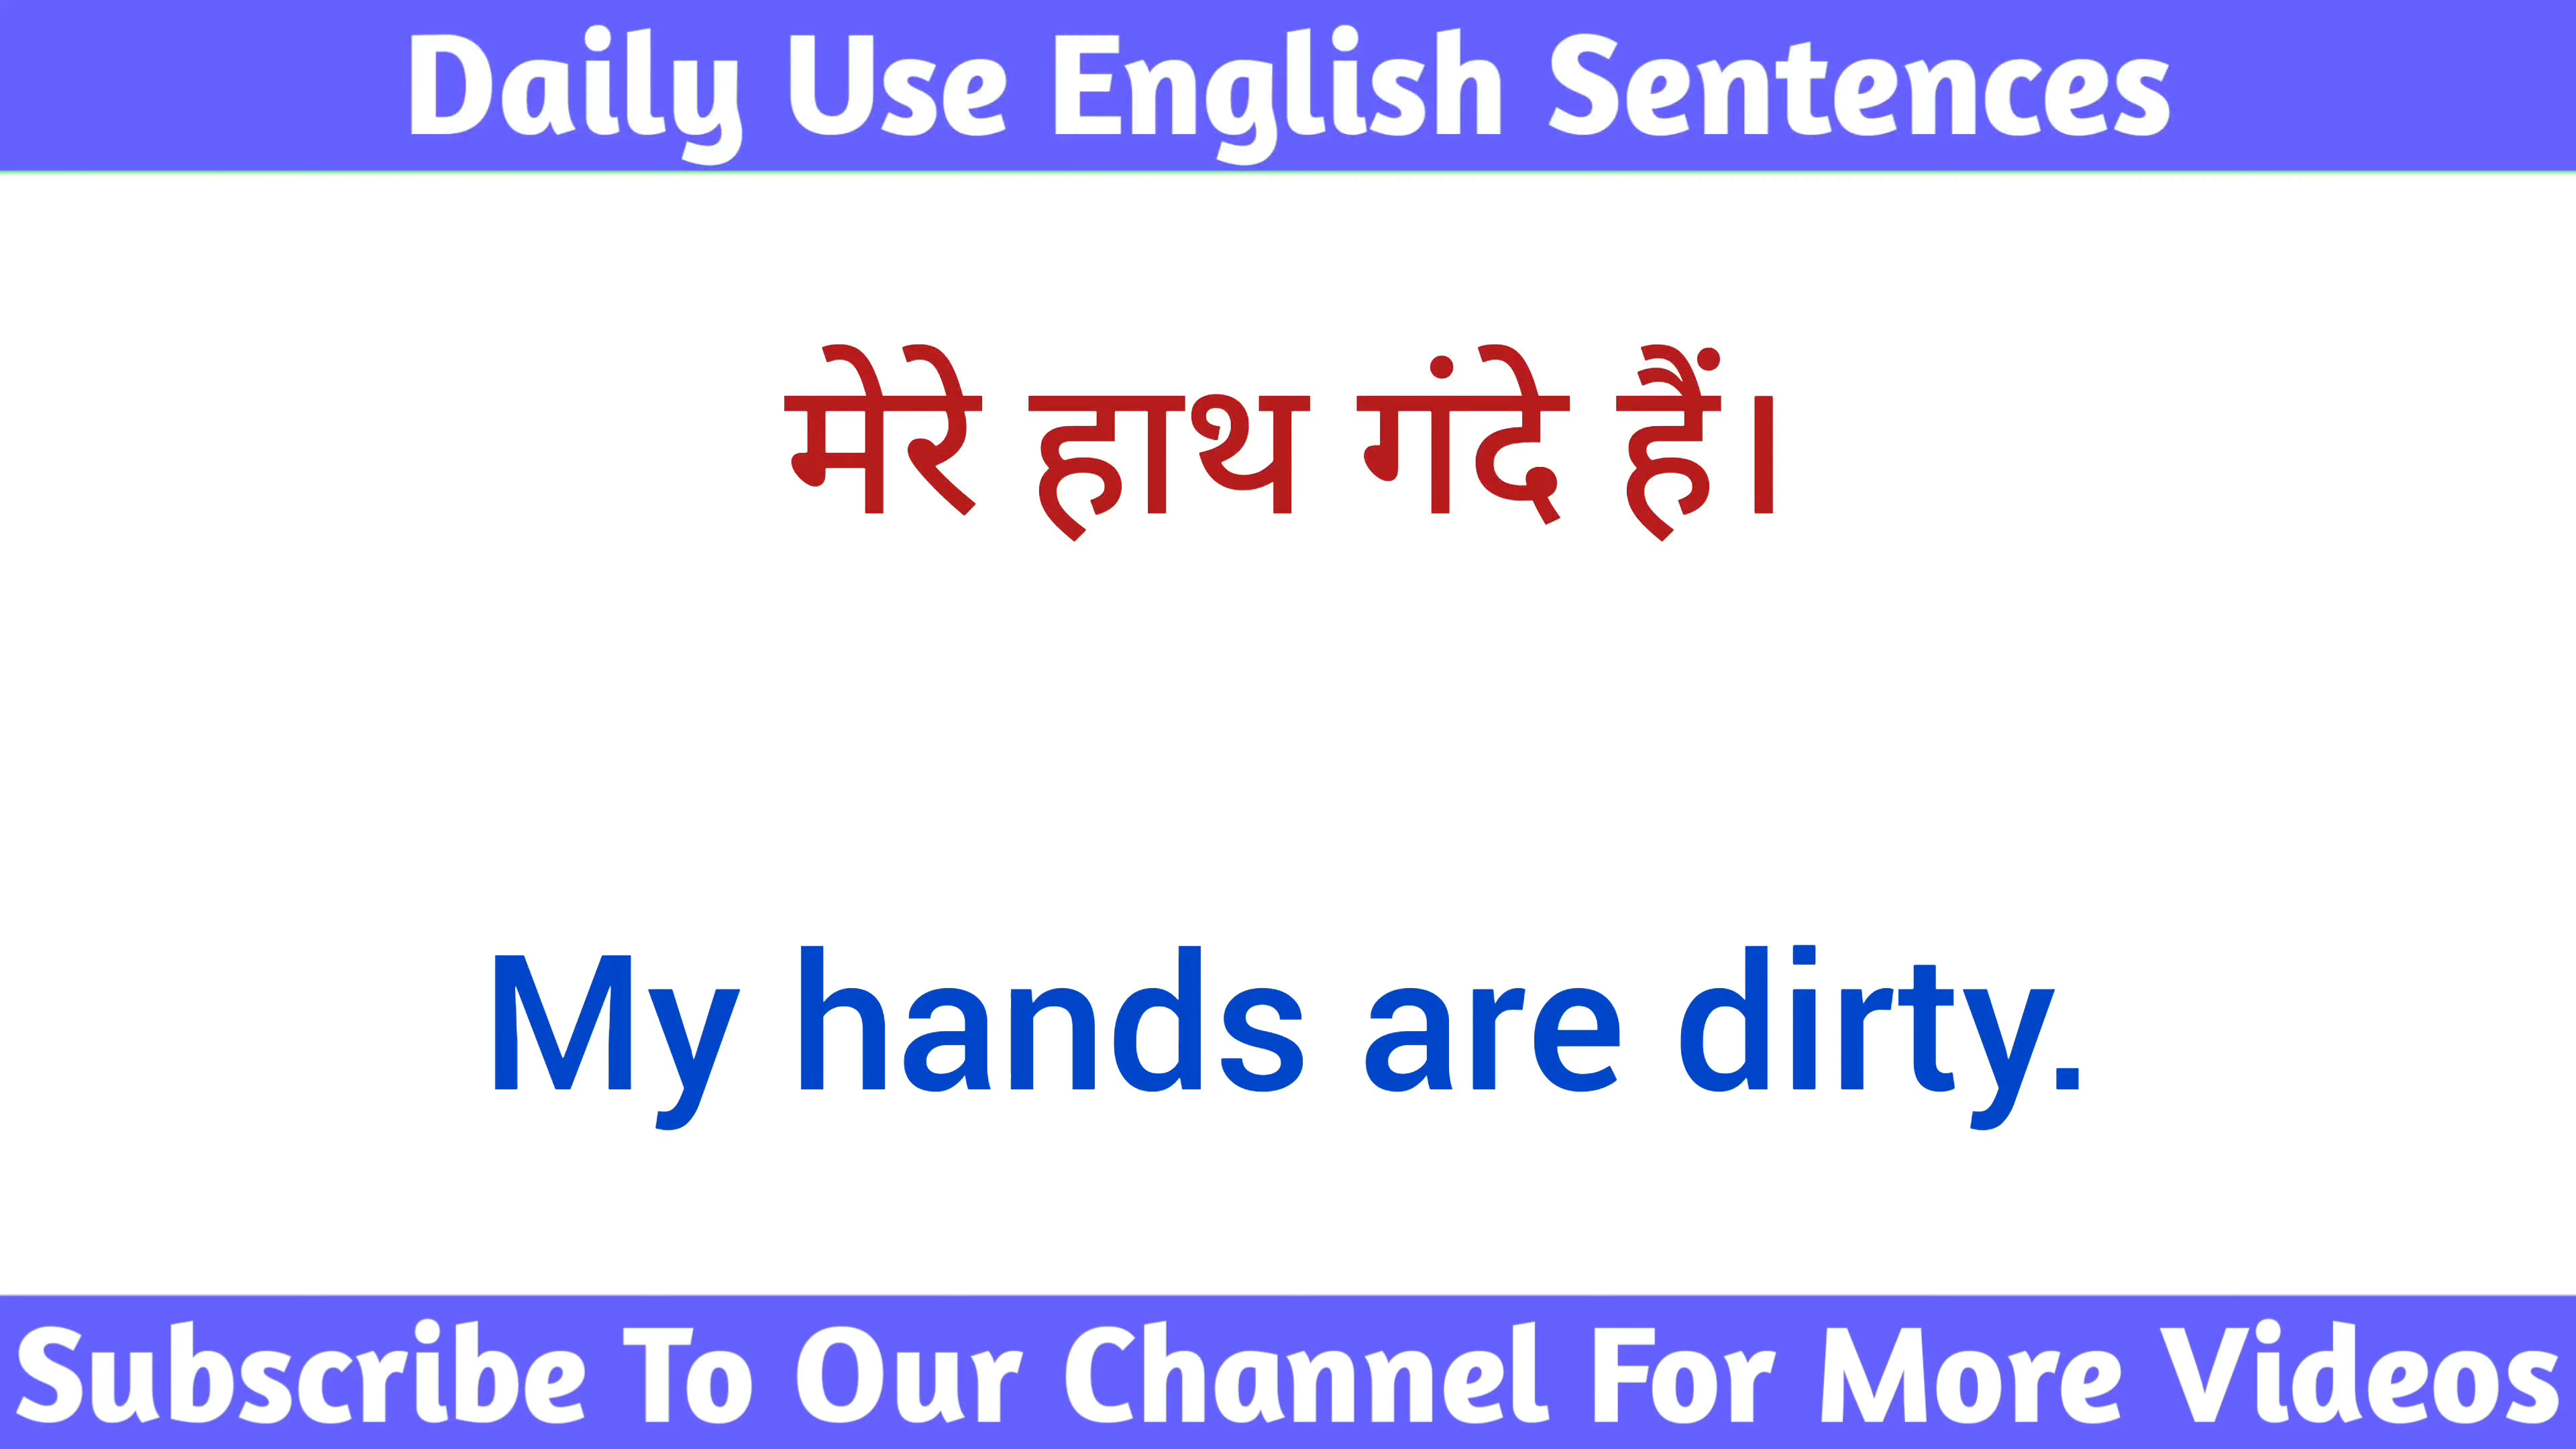 Daily Use English Sentences
मेरे हाथ गंदे हैं।
My hands are dirty.
Subscribe To Our Channel For More Videos